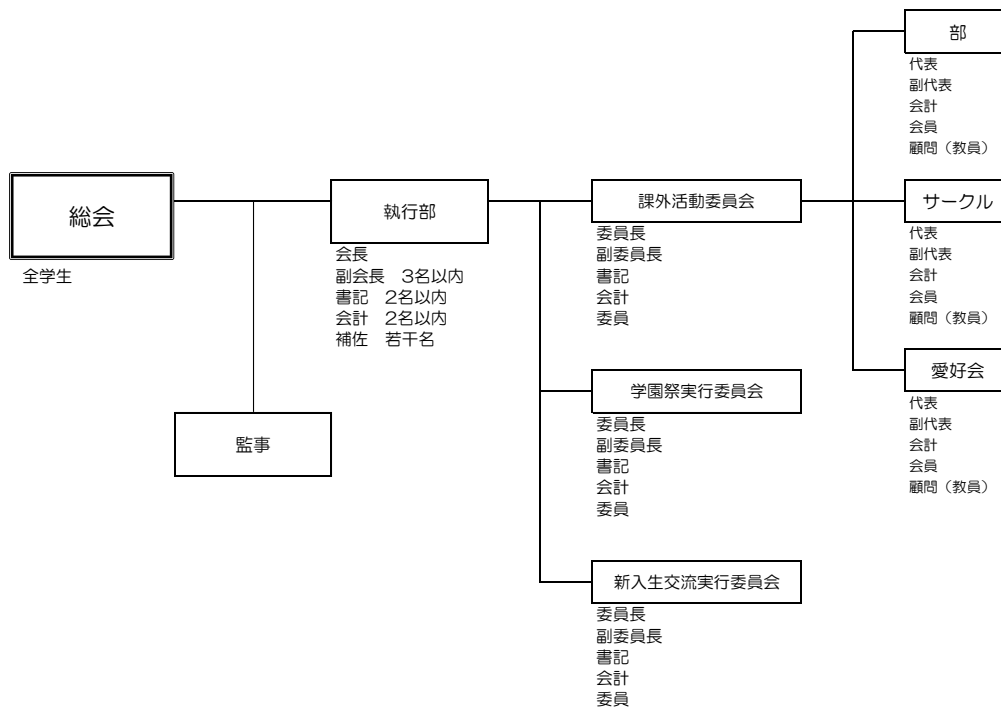 総会
全学生
監事
執行部
会長
副会長　3名以内
書記　2名以内
会計　2名以内
補佐　若干名
課外活動委員会
委員長
副委員長
書記
会計
委員
学園祭実行委員会
委員長
副委員長
書記
会計
委員
新入生交流実行委員会
委員長
副委員長
書記
会計
委員
部
代表
副代表
会計
会員
顧問（教員）
サークル
代表
副代表
会計
会員
顧問（教員）
愛好会
代表
副代表
会計
会員
顧問（教員）